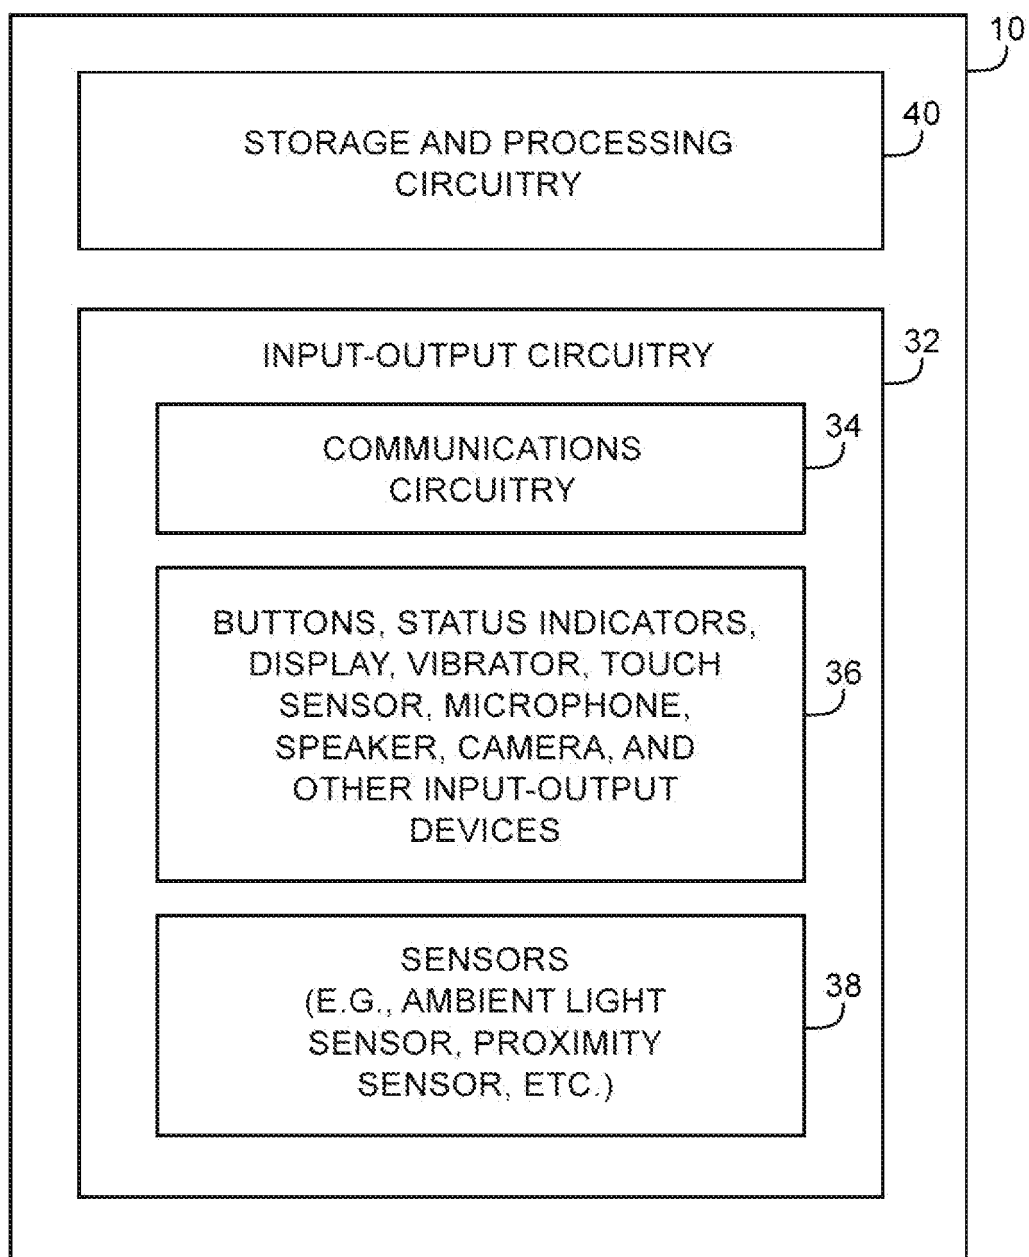 10
40
STORAGE AND PROCESSING
CIRCUITRY
32
INPUT-OUTPUT CIRCUITRY
34
COMMUNICATIONS
CIRCUITRY
BUTTONS, STATUS INDICATORS,
DISPLAY, VIBRATOR, TOUCH
36
SENSOR, MICROPHONE,
SPEAKER, CAMERA, AND
OTHER INPUT-OUTPUT
DEVICES
SENSORS
38
(E.G., AMBIENT LIGHT
SENSOR, PROXIMITY
SENSOR, ETC.)